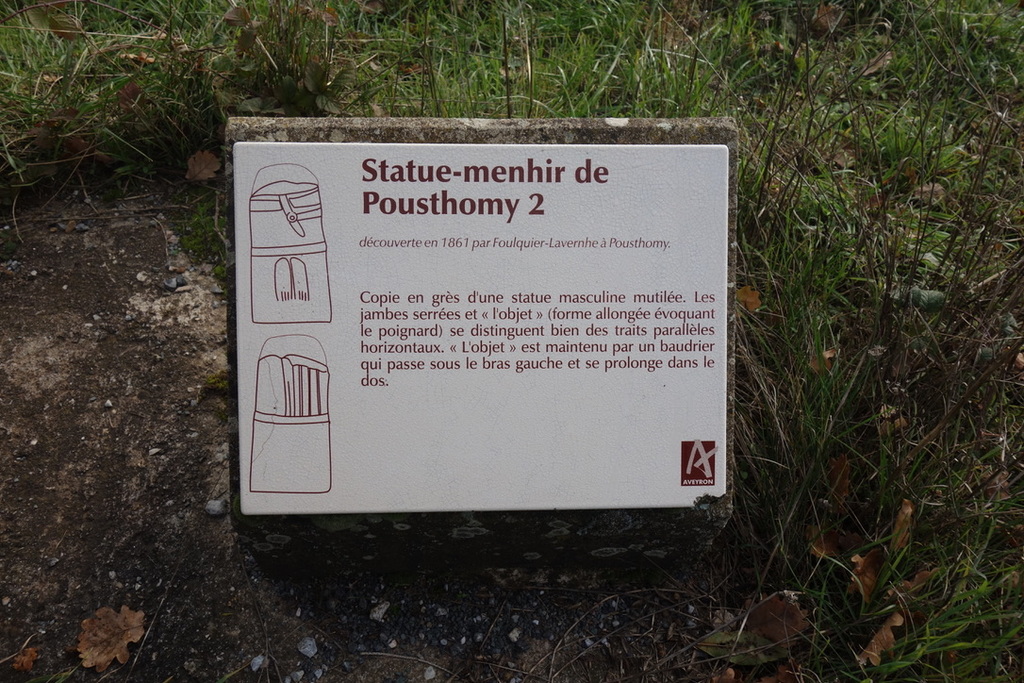 Statue-menhir de
Pousthomy 2
découverte en 1861 par Foulquier-Lavernhe à Pousthomy.
Copie en grès d'une statue masculine mutilée. Les
jambes serrées et « l'objet » (forme allongée évoquant
le poignard) se distinguent bien des traits parallèles
horizontaux. « L'objet » est maintenu par un baudrier
qui passe sous le bras gauche et se prolonge dans le
dos.
AVEYRON